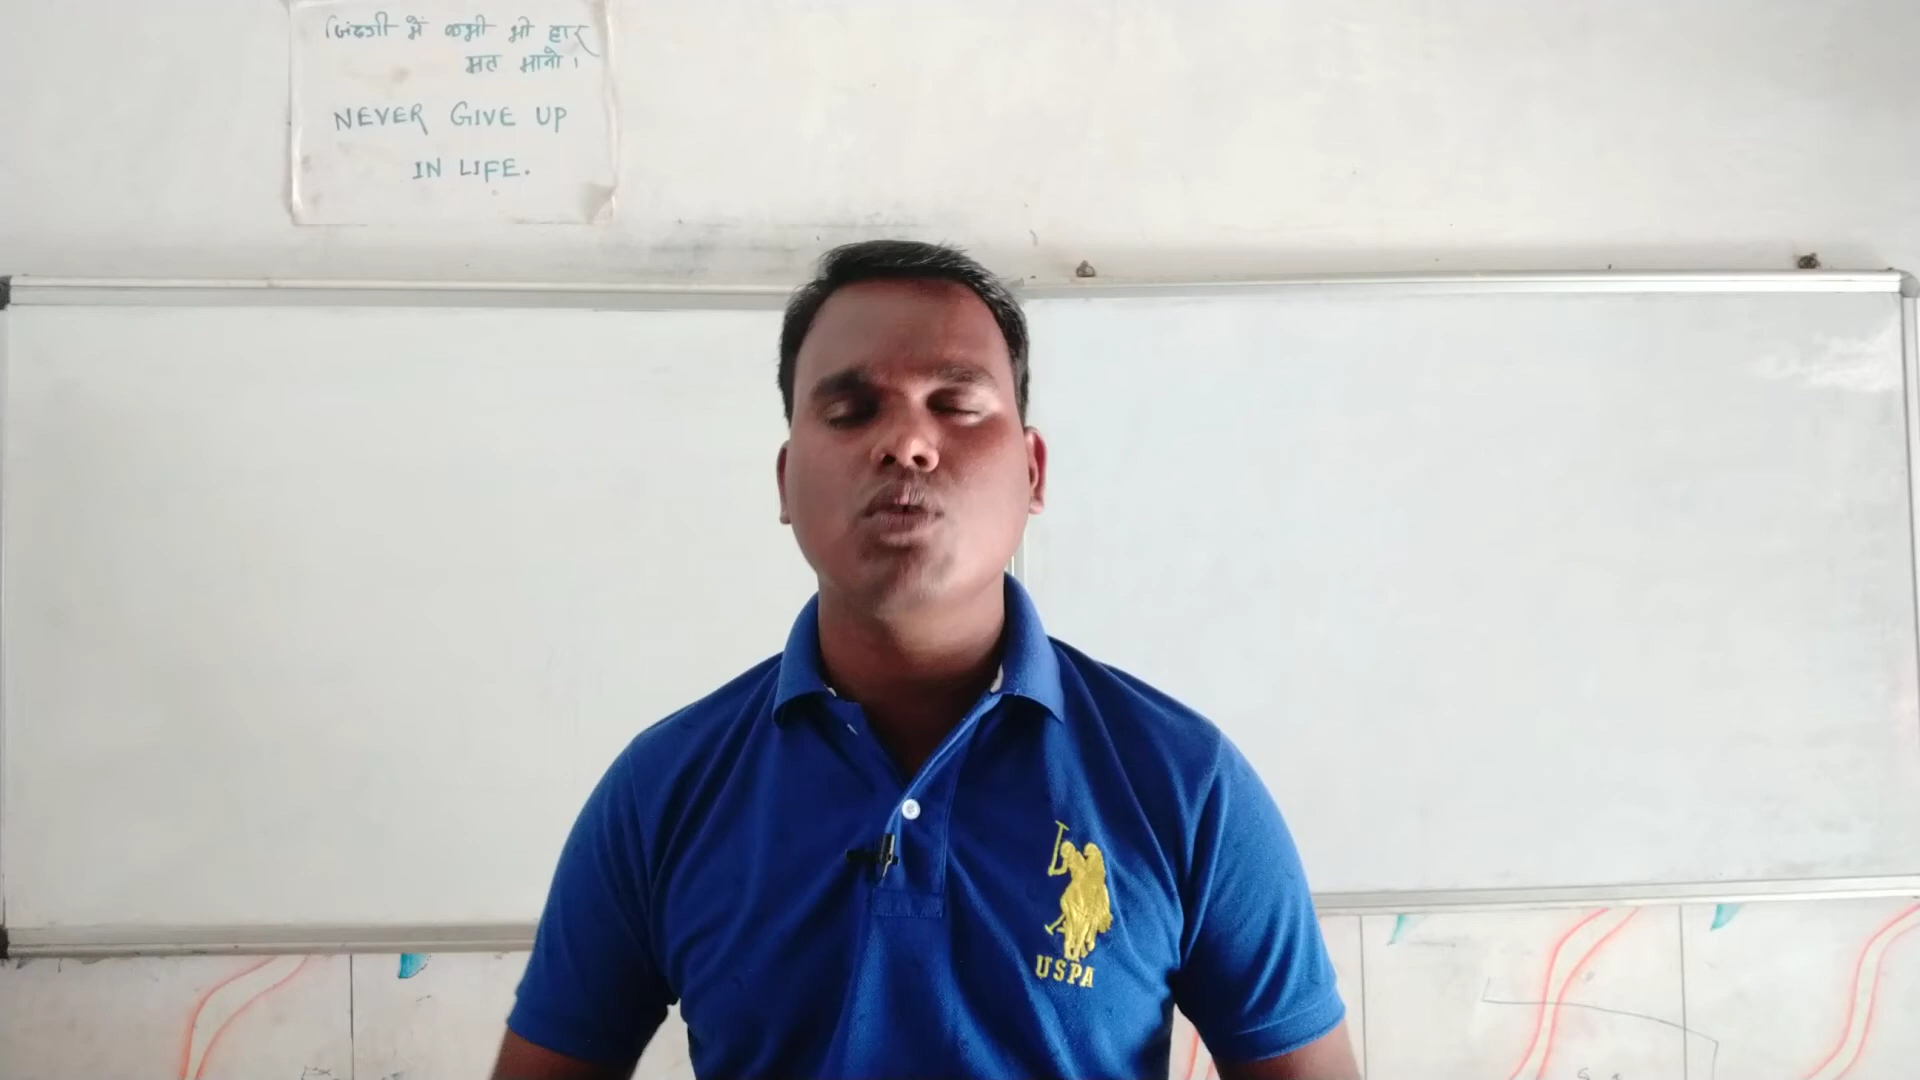 जिंदगी में कभी भी हार
मत मानो।
NEVER GIVE UP
IN LIFE.
USPA